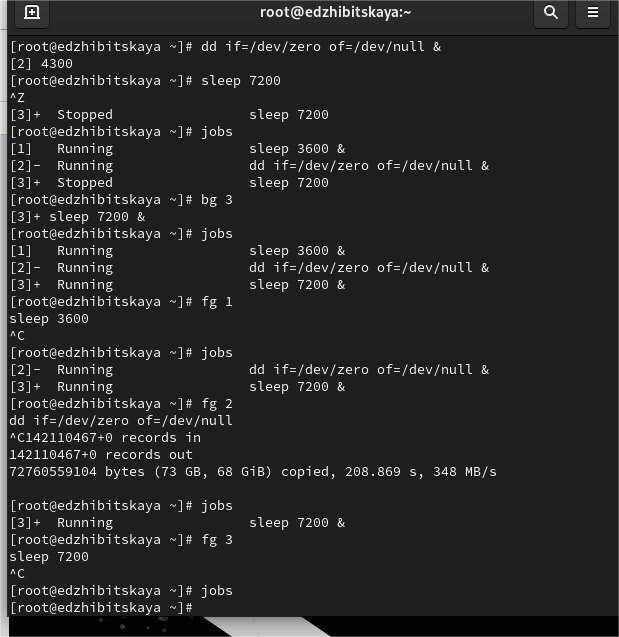 root@edzhibitskaya:~
[root@edzhibitskaya ~]# dd if=/dev/zero of=/dev/null &
[2] 4300
[root@edzhibitskaya ~]# sleep 7200
^Z
[3]+  Stopped                 sleep 7200
[root@edzhibitskaya ~]# jobs
[1]   Running                 sleep 3600 &
[2]-  Running                 dd if=/dev/zero of=/dev/null &
[3]+  Stopped                 sleep 7200
[root@edzhibitskaya ~]# bg 3
[3]+ sleep 7200 &
[root@edzhibitskaya ~]# jobs
[1]   Running                 sleep 3600 &
[2]-  Running                 dd if=/dev/zero of=/dev/null &
[3]+  Running                 sleep 7200 &
[root@edzhibitskaya ~]# fg 1
sleep 3600
^C
[root@edzhibitskaya ~]# jobs
[2]-  Running                 dd if=/dev/zero of=/dev/null &
[3]+  Running                 sleep 7200 &
[root@edzhibitskaya ~]# fg 2
dd if=/dev/zero of=/dev/null
^C142110467+0 records in
142110467+0 records out
72760559104 bytes (73 GB, 68 GiB) copied, 208.869 s, 348 MB/s
[root@edzhibitskaya ~]# jobs
[3]+  Running                 sleep 7200 &
[root@edzhibitskaya ~]# fg 3
sleep 7200
^C
[root@edzhibitskaya ~]# jobs
[root@edzhibitskaya ~]#